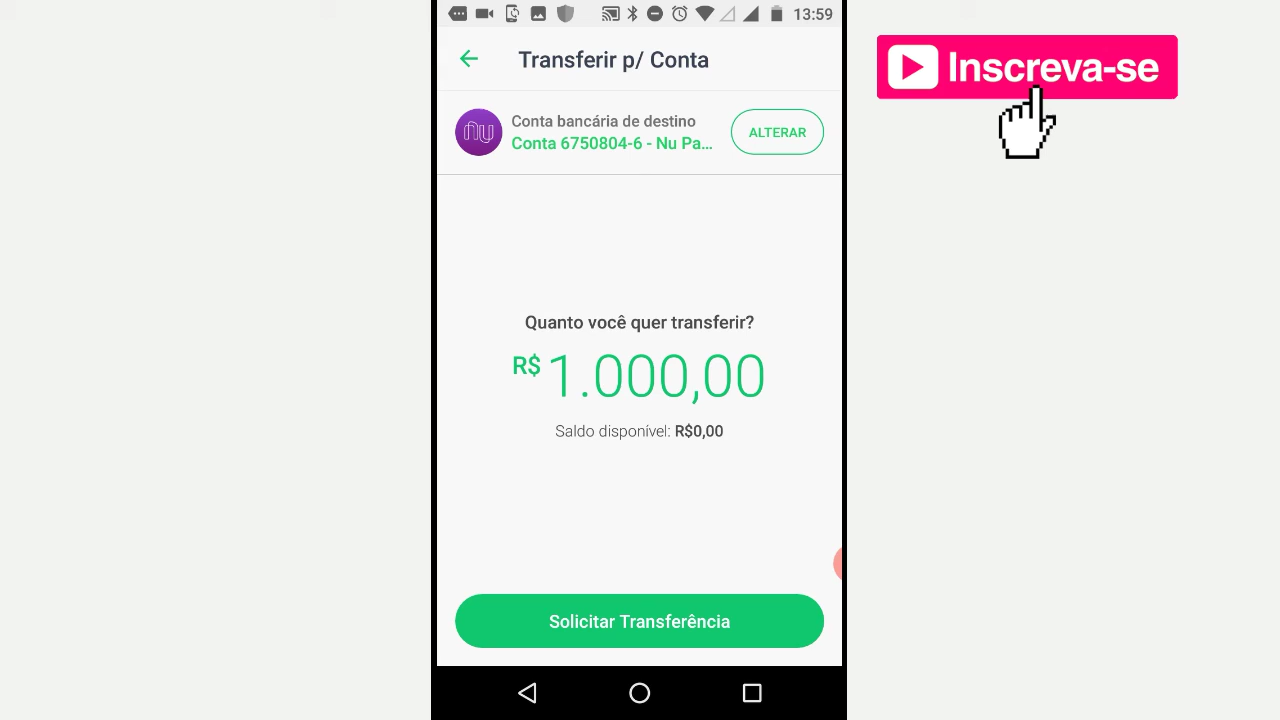 13:59
Transferir p/ Conta
Inscreva-se
nu
Conta bancária de destino
Conta 6750804-6 - Nu Pa...
ALTERAR
Quanto você quer transferir?
R$ 1.000,00
Saldo disponível: R$0,00
Solicitar Transferência